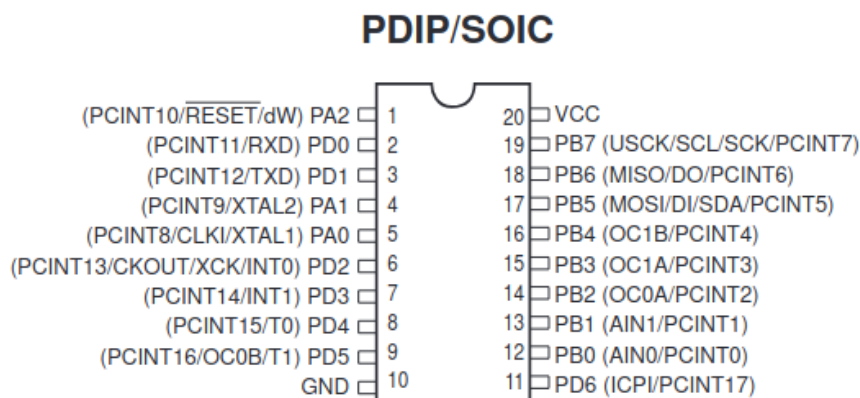 PDIP/SOIC
(PCINT10/RESET/dW) PA2 1 20 VCC
(PCINT11/RXD) PD0 2 19 PB7 (USCK/SCL/SCK/PCINT7)
(PCINT12/TXD) PD1 3 18 PB6 (MISO/DO/PCINT6)
(PCINT9/XTAL2) PA1 4 17 PB5 (MOSI/DI/SDA/PCINT5)
(PCINT8/CLKI/XTAL1) PA0 5 16 PB4 (OC1B/PCINT4)
(PCINT13/CKOUT/XCK/INT0) PD2 6 15 PB3 (OC1A/PCINT3)
(PCINT14/INT1) PD3 7 14 PB2 (OC0A/PCINT2)
(PCINT15/T0) PD4 8 13 PB1 (AIN1/PCINT1)
(PCINT16/OC0B/T1) PD5 9 12 PB0 (AIN0/PCINT0)
GND 10 11 PD6 (ICPI/PCINT17)